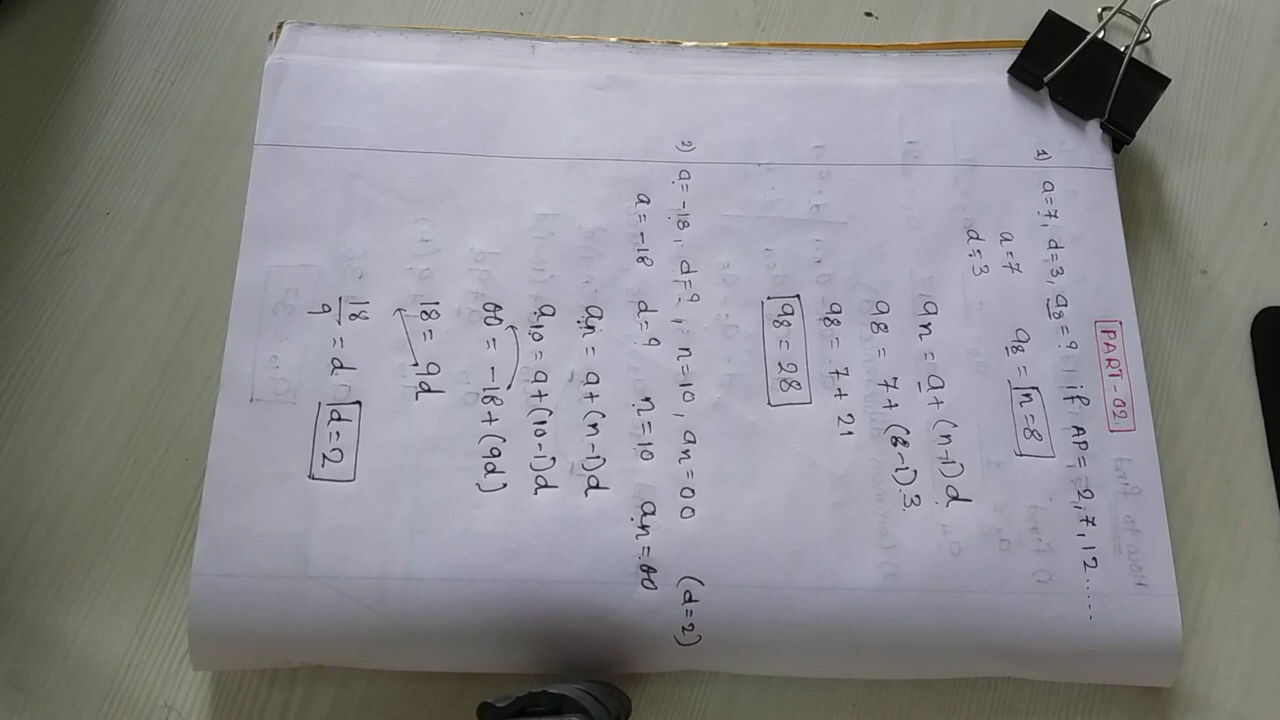 PART-02.
1) a=7, d=3, a8=? if AP=2,7,12.....
a=7 a8= n=8
d=3
an = a+(n-1)d
a8 = 7+(8-1).3
a8 = 7+21
a8 = 28
2) a=-18, d=?, n=10, an=00 (d=2)
a=-18 d=? n=10 an=00
an = a+(n-1)d
a10 = a+(10-1)d
00 = -18+(9d)
18 = 9d
18/9 = d d=2